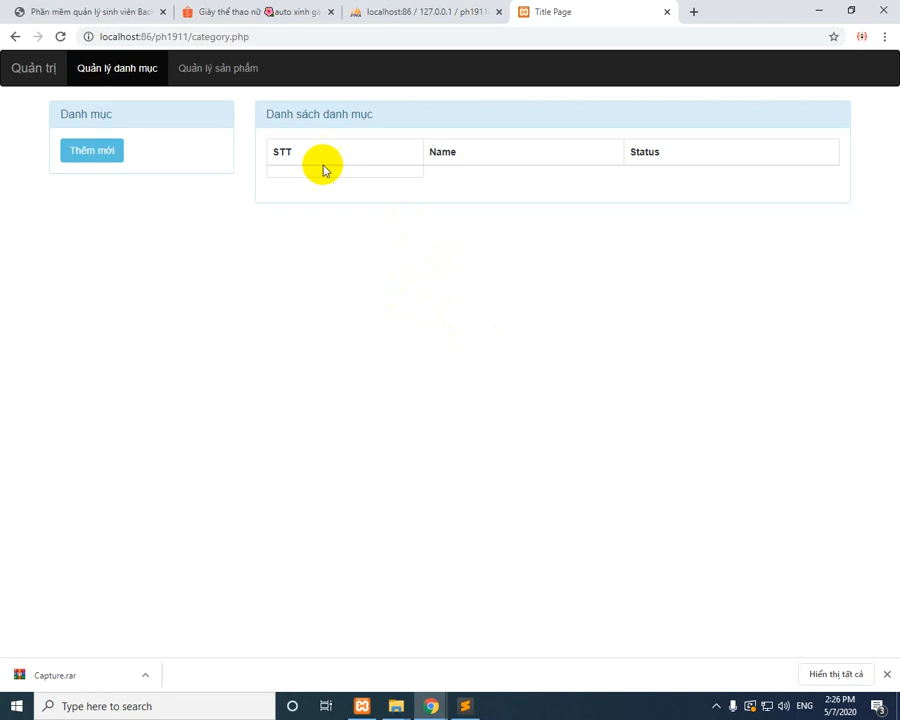 Phần mềm quản lý sinh viên Bacl
Giày thể thao nữ 🌺auto xinh gá
localhost:86 / 127.0.0.1 / ph1911
Title Page
localhost:86/ph1911/category.php
Quản trị
Quản lý danh mục
Quản lý sản phẩm
Danh mục
Thêm mới
Danh sách danh mục
STT
Name
Status
Capture.rar
Hiển thị tất cả
Type here to search
ENG
2:26 PM
5/7/2020
3